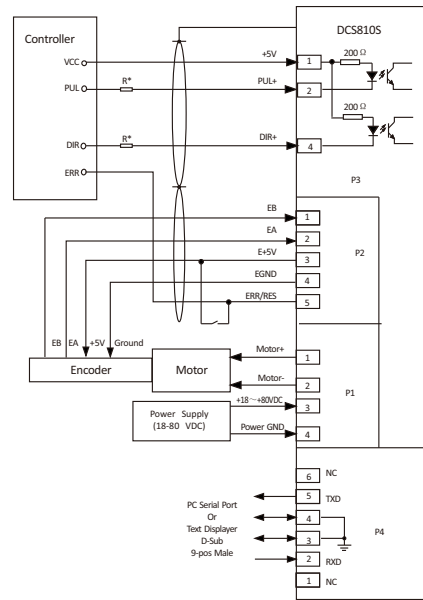 Controller
VCC
PUL
DIR
ERR
R*
R*
DCS810S
+5V
PUL+
DIR+
1
2
4
200 Ω
200 Ω
P3
EB
EA
E+5V
EGND
ERR/RES
1
2
3
4
5
P2
EB EA +5V Ground
Encoder
Motor
Motor+
Motor-
+18～+80VDC
Power GND
1
2
3
4
P1
Power Supply
(18-80 VDC)
PC Serial Port
Or
Text Displayer
D-Sub
9-pos Male
6 NC
5 TXD
4
3
2 RXD
1 NC
P4